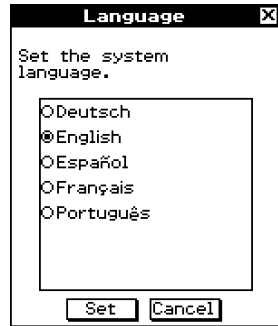 Language
Set the system
language.
Deutsch
English
Español
Français
Português
Set Cancel